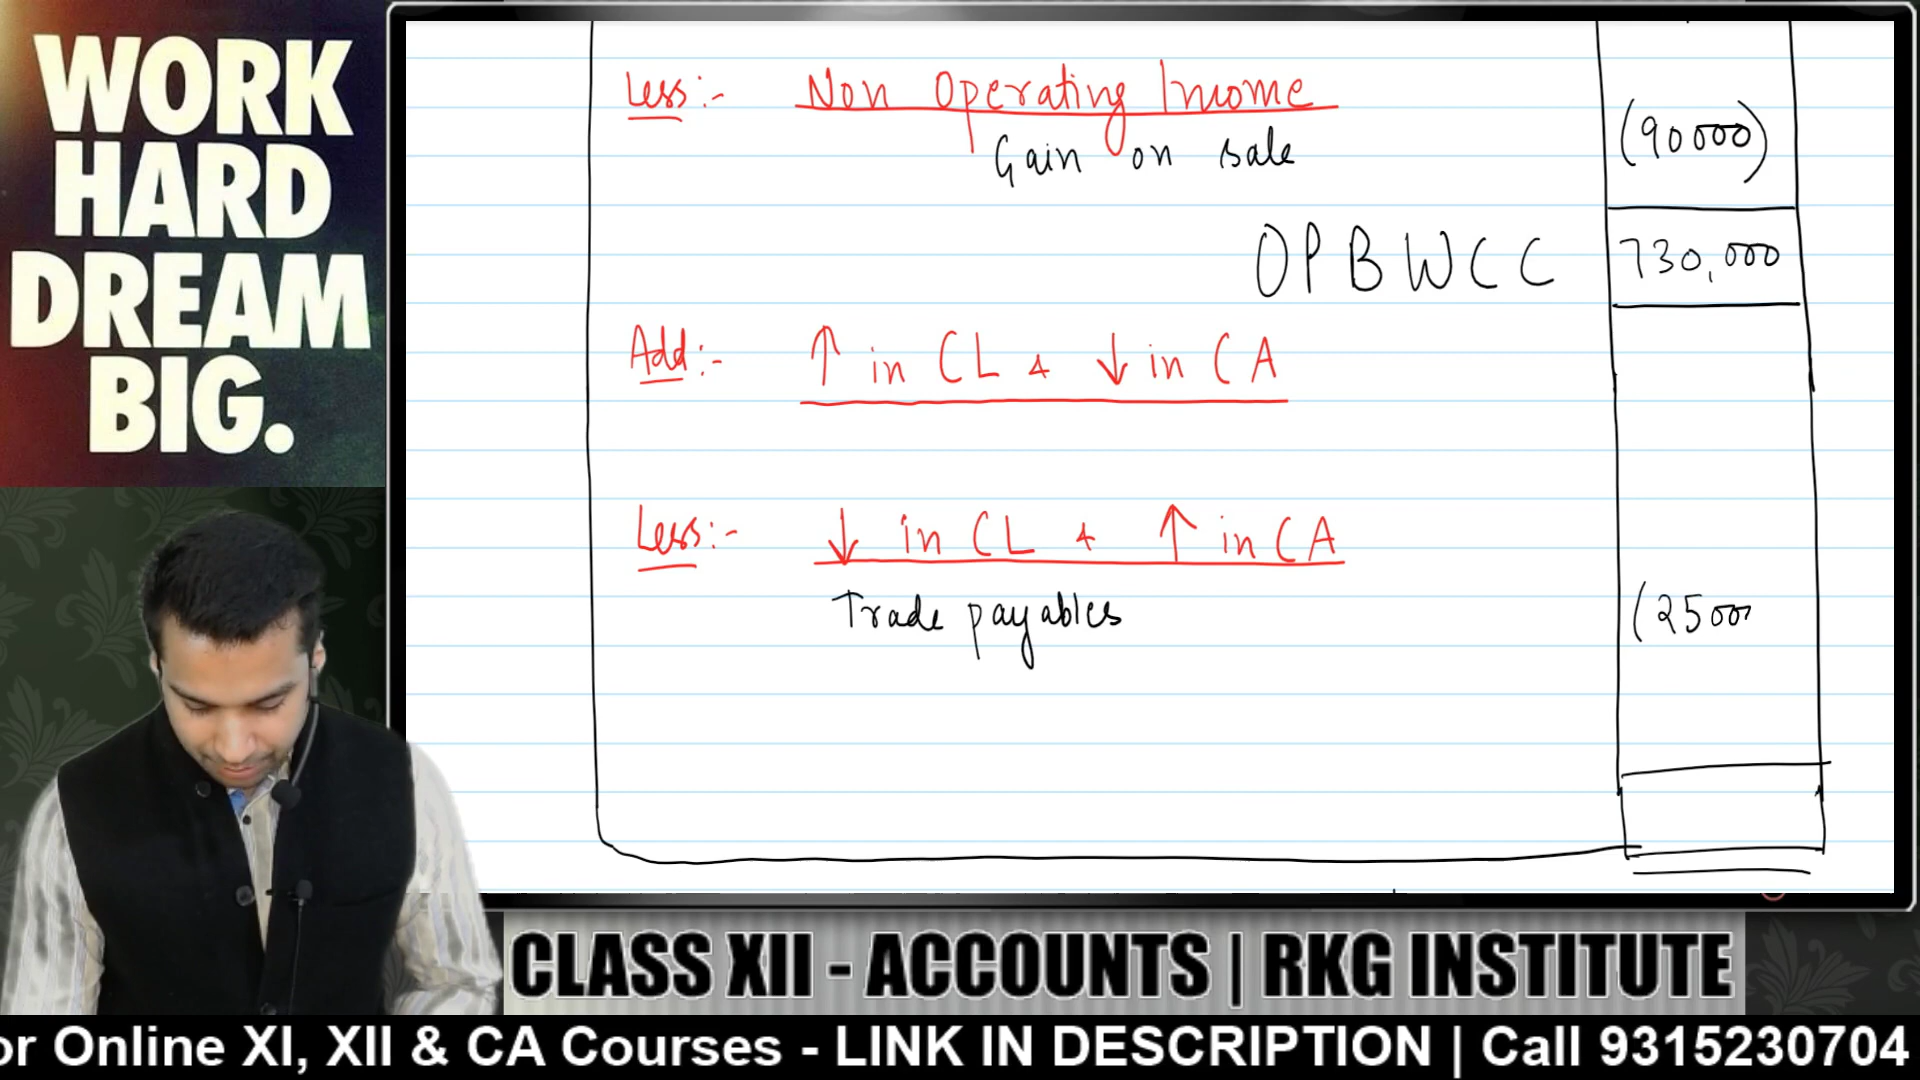 WORK
HARD
DREAM
BIG.
Less:- Non Operating Income
Gain on sale (90000)
OPBWCC 730,000
Add:- ↑ in CL & ↓ in CA
Less:- ↓ in CL & ↑ in CA
Trade payables (25000
CLASS XII - ACCOUNTS | RKG INSTITUTE
or Online XI, XII & CA Courses - LINK IN DESCRIPTION | Call 9315230704